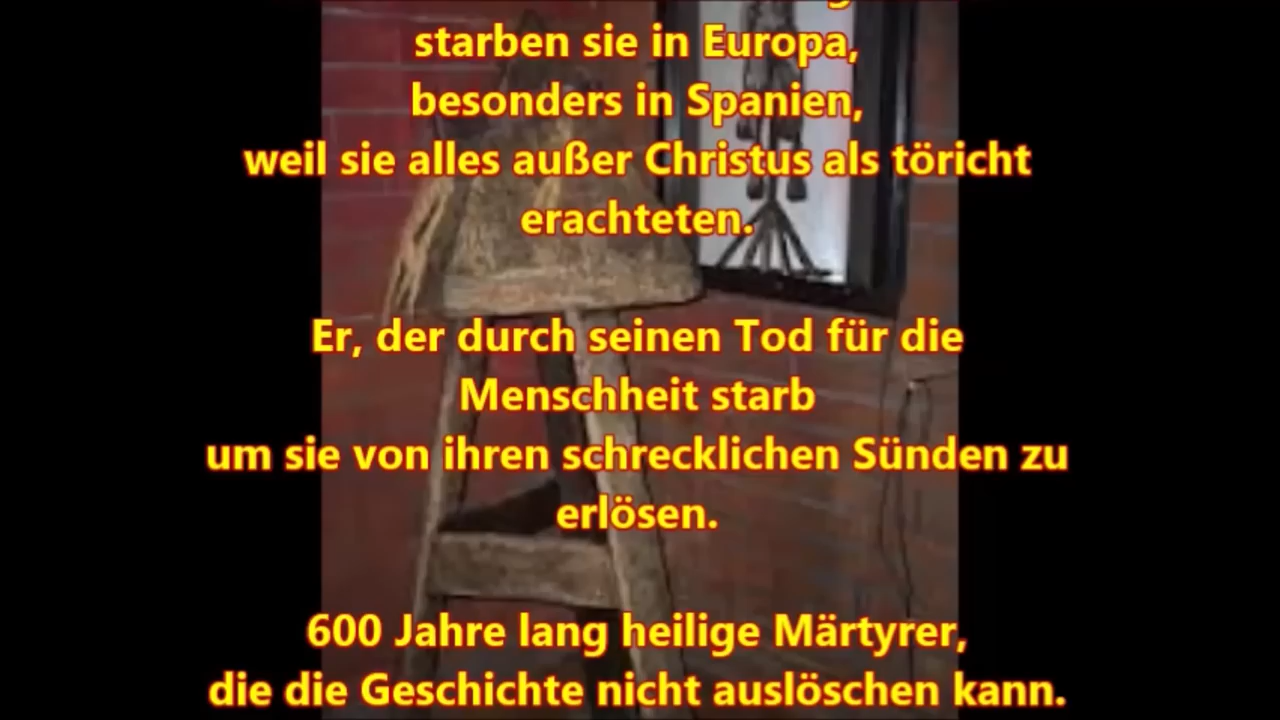 starben sie in Europa,
besonders in Spanien,
weil sie alles außer Christus als töricht
erachteten.
Er, der durch seinen Tod für die
Menschheit starb
um sie von ihren schrecklichen Sünden zu
erlösen.
600 Jahre lang heilige Märtyrer,
die die Geschichte nicht auslöschen kann.